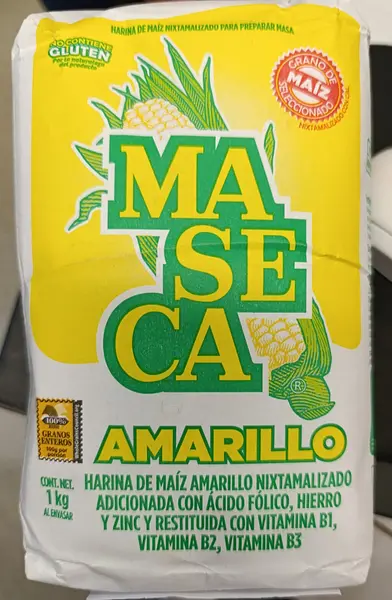 HARINA DE MAÍZ NIXTAMALIZADO PARA PREPARAR MASA
NO CONTIENE
GLUTEN
Por la naturaleza
del producto
GRANO DE
MAÍZ
SELECCIONADO
NIXTAMALIZADO
MA
SE
CA
®
AMARILLO
100%
GRANOS
ENTEROS
CONT. NET.
1 kg
AL ENVASAR
HARINA DE MAÍZ AMARILLO NIXTAMALIZADO
ADICIONADA CON ÁCIDO FÓLICO, HIERRO
Y ZINC Y RESTITUIDA CON VITAMINA B1,
VITAMINA B2, VITAMINA B3